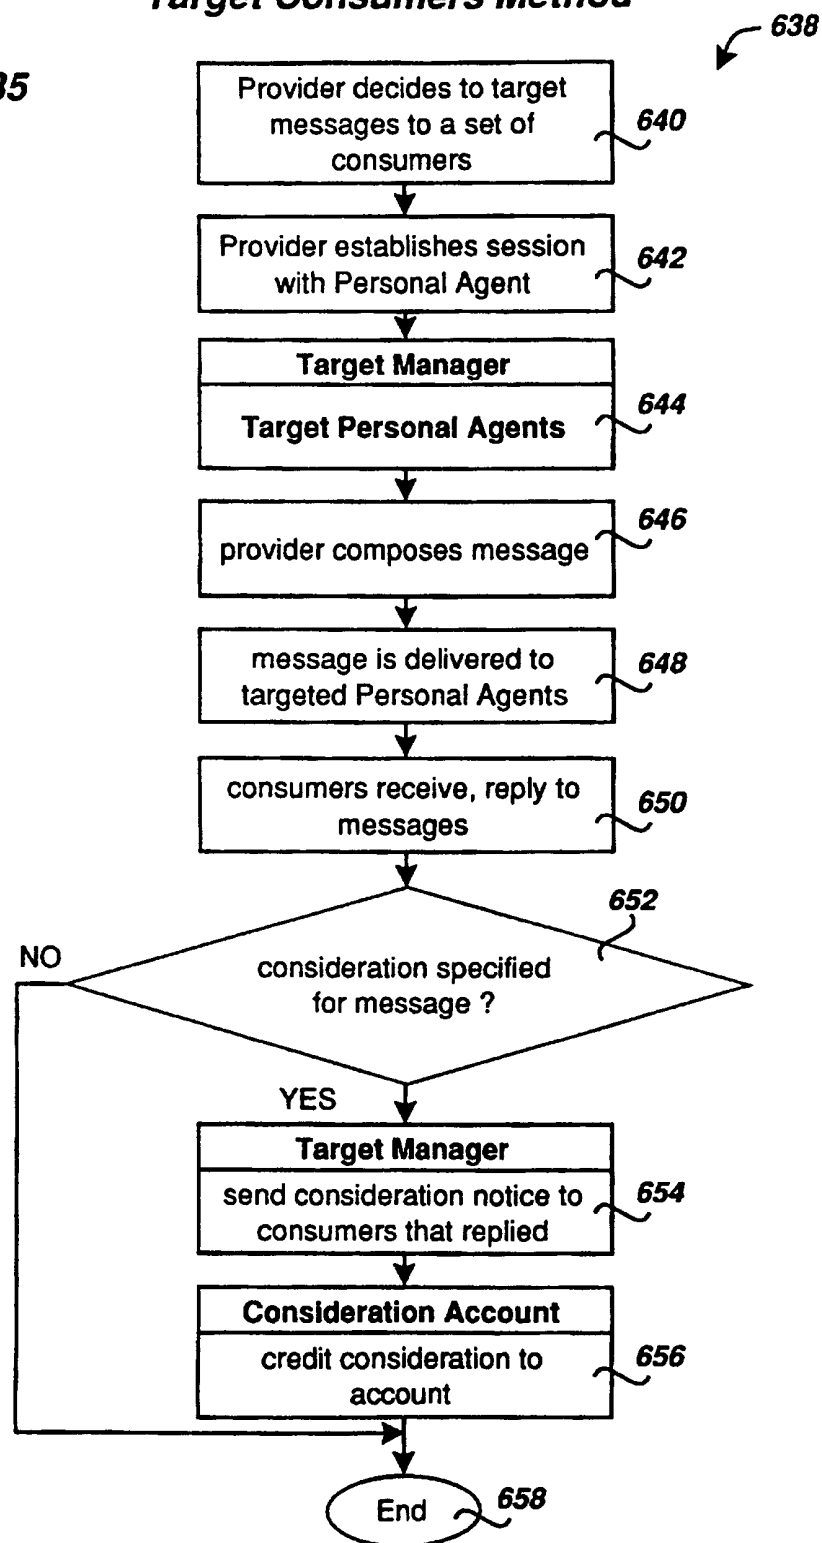 Target Consumers Method
638
35
Provider decides to target
messages to a set of
consumers
640
Provider establishes session
with Personal Agent
642
Target Manager
Target Personal Agents
644
provider composes message
646
message is delivered to
targeted Personal Agents
648
consumers receive, reply to
messages
650
652
NO
consideration specified
for message ?
YES
Target Manager
send consideration notice to
consumers that replied
654
Consideration Account
credit consideration to
account
656
End
658